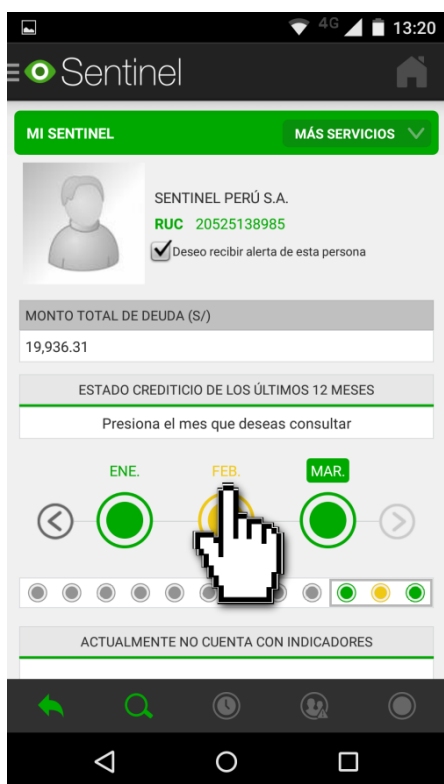 4G 13:20
Sentinel
MI SENTINEL MÁS SERVICIOS
SENTINEL PERÚ S.A.
RUC 20525138985
Deseo recibir alerta de esta persona
MONTO TOTAL DE DEUDA (S/)
19,936.31
ESTADO CREDITICIO DE LOS ÚLTIMOS 12 MESES
Presiona el mes que deseas consultar
ENE. FEB. MAR.
ACTUALMENTE NO CUENTA CON INDICADORES